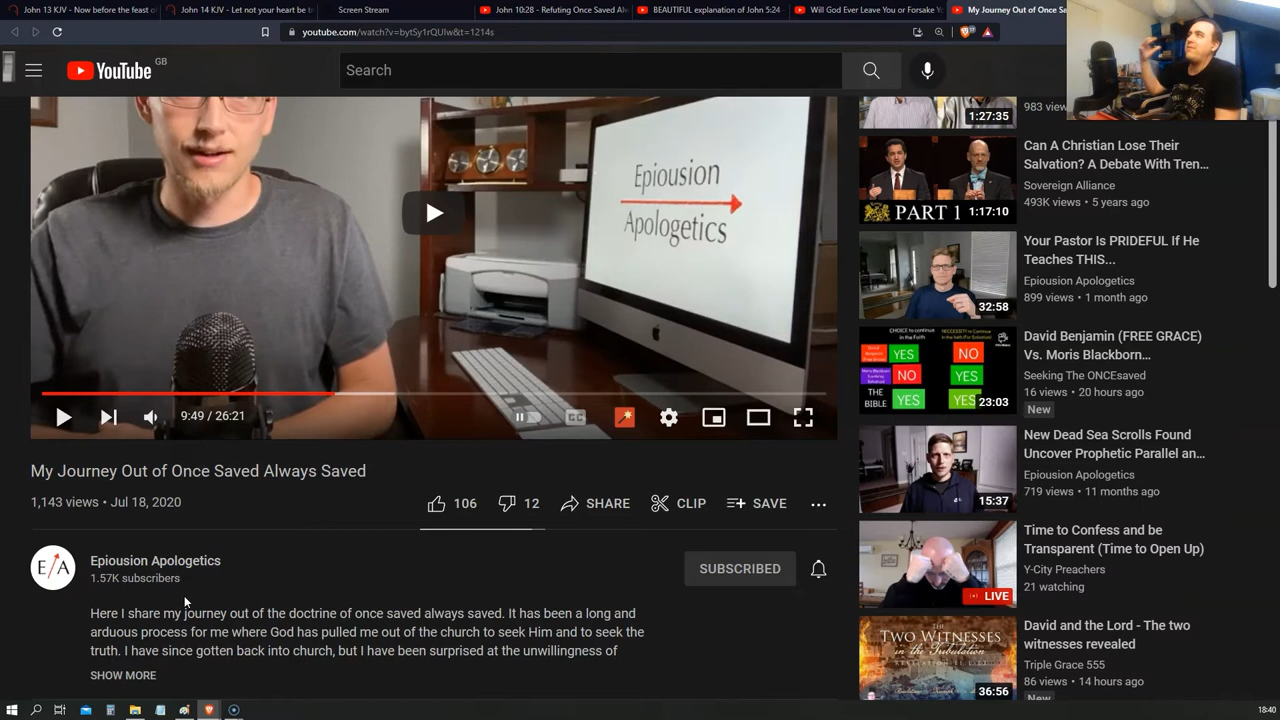 John 13 KJV - Now before the feast of
John 14 KJV - Let not your heart be t
Screen Stream
John 10:28 - Refuting Once Saved Alw
BEAUTIFUL explanation of John 5:24 -
Will God Ever Leave You or Forsake Yo
My Journey Out of Once Sa
youtube.com/watch?v=bytSy1rQUIw&t=1214s
YouTube GB
Search
Epiousion
Apologetics
9:49 / 26:21
CC
My Journey Out of Once Saved Always Saved
1,143 views • Jul 18, 2020
106
12
SHARE
CLIP
SAVE
E/A
Epiousion Apologetics
1.57K subscribers
SUBSCRIBED
Here I share my journey out of the doctrine of once saved always saved. It has been a long and
arduous process for me where God has pulled me out of the church to seek Him and to seek the
truth. I have since gotten back into church, but I have been surprised at the unwillingness of
SHOW MORE
983 views
1:27:35
PART 1
1:17:10
Can A Christian Lose Their
Salvation? A Debate With Tren...
Sovereign Alliance
493K views • 5 years ago
32:58
Your Pastor Is PRIDEFUL If He
Teaches THIS...
Epiousion Apologetics
899 views • 1 month ago
CHOICE to continue
in the Faith
YES
NO
NO
YES
THE
BIBLE
YES
YES
23:03
David Benjamin (FREE GRACE)
Vs. Moris Blackborn...
Seeking The ONCEsaved
16 views • 20 hours ago
New
15:37
New Dead Sea Scrolls Found
Uncover Prophetic Parallel an...
Epiousion Apologetics
719 views • 11 months ago
LIVE
Time to Confess and be
Transparent (Time to Open Up)
Y-City Preachers
21 watching
THE
TWO WITNESSES
in the Tribulation
36:56
David and the Lord - The two
witnesses revealed
Triple Grace 555
86 views • 14 hours ago
New
18:40